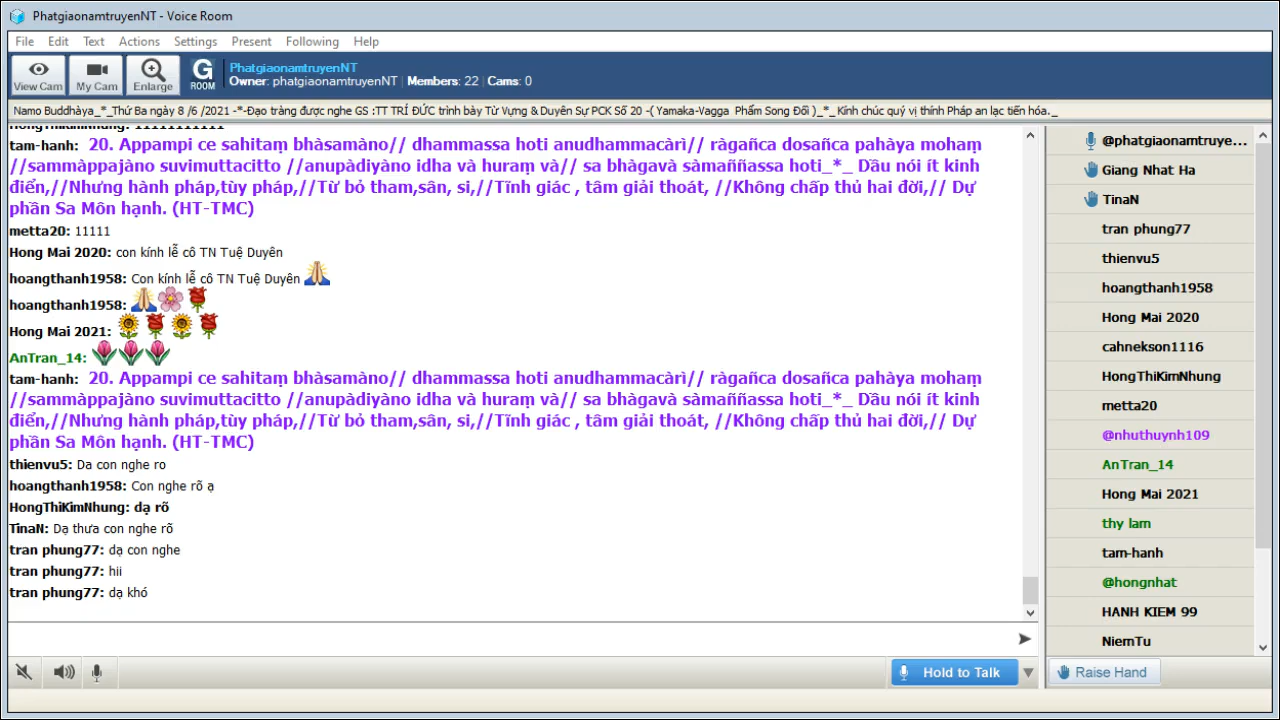 PhatgiaonamtruyenNT - Voice Room
File Edit Text Actions Settings Present Following Help
View Cam My Cam Enlarge G ROOM
PhatgiaonamtruyenNT
Owner: phatgiaonamtruyenNT | Members: 22 | Cams: 0
Namo Buddhàya_*_Thứ Ba ngày 8 /6 /2021 -*-Đạo tràng được nghe GS :TT TRÍ ĐỨC trình bày Từ Vựng & Duyên Sự PCK Số 20 -( Yamaka-Vagga Phẩm Song Đối )_*_ Kính chúc quý vị thính Pháp an lạc tiến hóa._
HongThiKimNhung: 11111111111
tam-hanh: 20. Appampi ce sahitaṃ bhàsamàno// dhammassa hoti anudhammacàrì// ràgañca dosañca pahàya mohaṃ
//sammàppajàno suvimuttacitto //anupàdiyàno idha và huraṃ và// sa bhàgavà sàmaññassa hoti_*_ Dầu nói ít kinh
điển,//Nhưng hành pháp,tùy pháp,//Từ bỏ tham,sân, si,//Tĩnh giác , tâm giải thoát, //Không chấp thủ hai đời,// Dự
phần Sa Môn hạnh. (HT-TMC)
metta20: 11111
Hong Mai 2020: con kính lễ cô TN Tuệ Duyên
hoangthanh1958: Con kính lễ cô TN Tuệ Duyên
hoangthanh1958:
Hong Mai 2021:
AnTran_14:
tam-hanh: 20. Appampi ce sahitaṃ bhàsamàno// dhammassa hoti anudhammacàrì// ràgañca dosañca pahàya mohaṃ
//sammàppajàno suvimuttacitto //anupàdiyàno idha và huraṃ và// sa bhàgavà sàmaññassa hoti_*_ Dầu nói ít kinh
điển,//Nhưng hành pháp,tùy pháp,//Từ bỏ tham,sân, si,//Tĩnh giác , tâm giải thoát, //Không chấp thủ hai đời,// Dự
phần Sa Môn hạnh. (HT-TMC)
thienvu5: Da con nghe ro
hoangthanh1958: Con nghe rõ ạ
HongThiKimNhung: dạ rõ
TinaN: Dạ thưa con nghe rõ
tran phung77: dạ con nghe
tran phung77: hii
tran phung77: dạ khó
Hold to Talk
@phatgiaonamtruye...
Giang Nhat Ha
TinaN
tran phung77
thienvu5
hoangthanh1958
Hong Mai 2020
cahnekson1116
HongThiKimNhung
metta20
@nhuthuynh109
AnTran_14
Hong Mai 2021
thy lam
tam-hanh
@hongnhat
HANH KIEM 99
NiemTu
Raise Hand